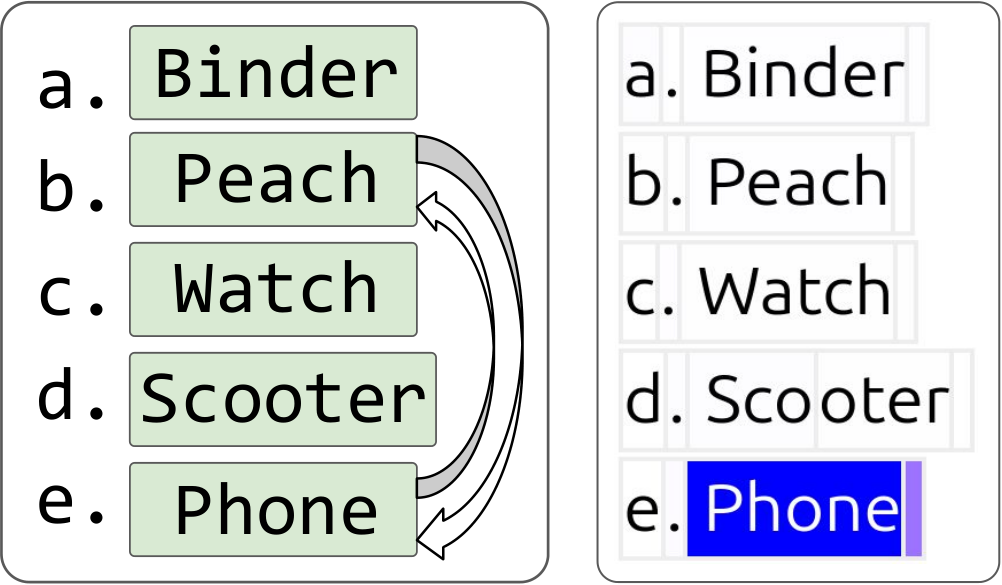 a. Binder
b. Peach
c. Watch
d. Scooter
e. Phone
a. Binder
b. Peach
c. Watch
d. Scooter
e. Phone